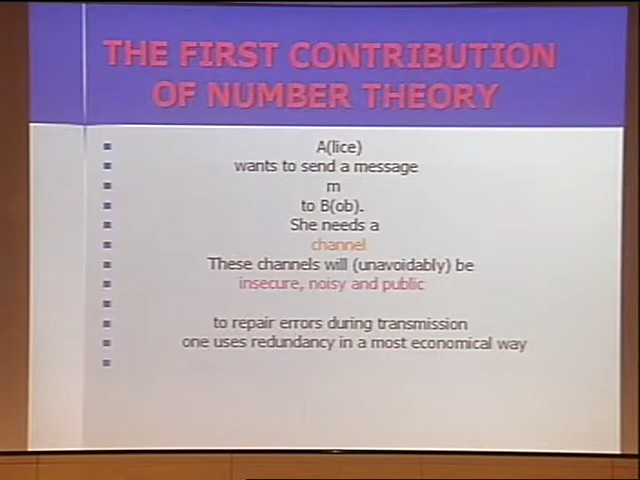 THE FIRST CONTRIBUTION
OF NUMBER THEORY
A(lice)
wants to send a message
m
to B(ob).
She needs a
channel
These channels will (unavoidably) be
insecure, noisy and public
to repair errors during transmission
one uses redundancy in a most economical way